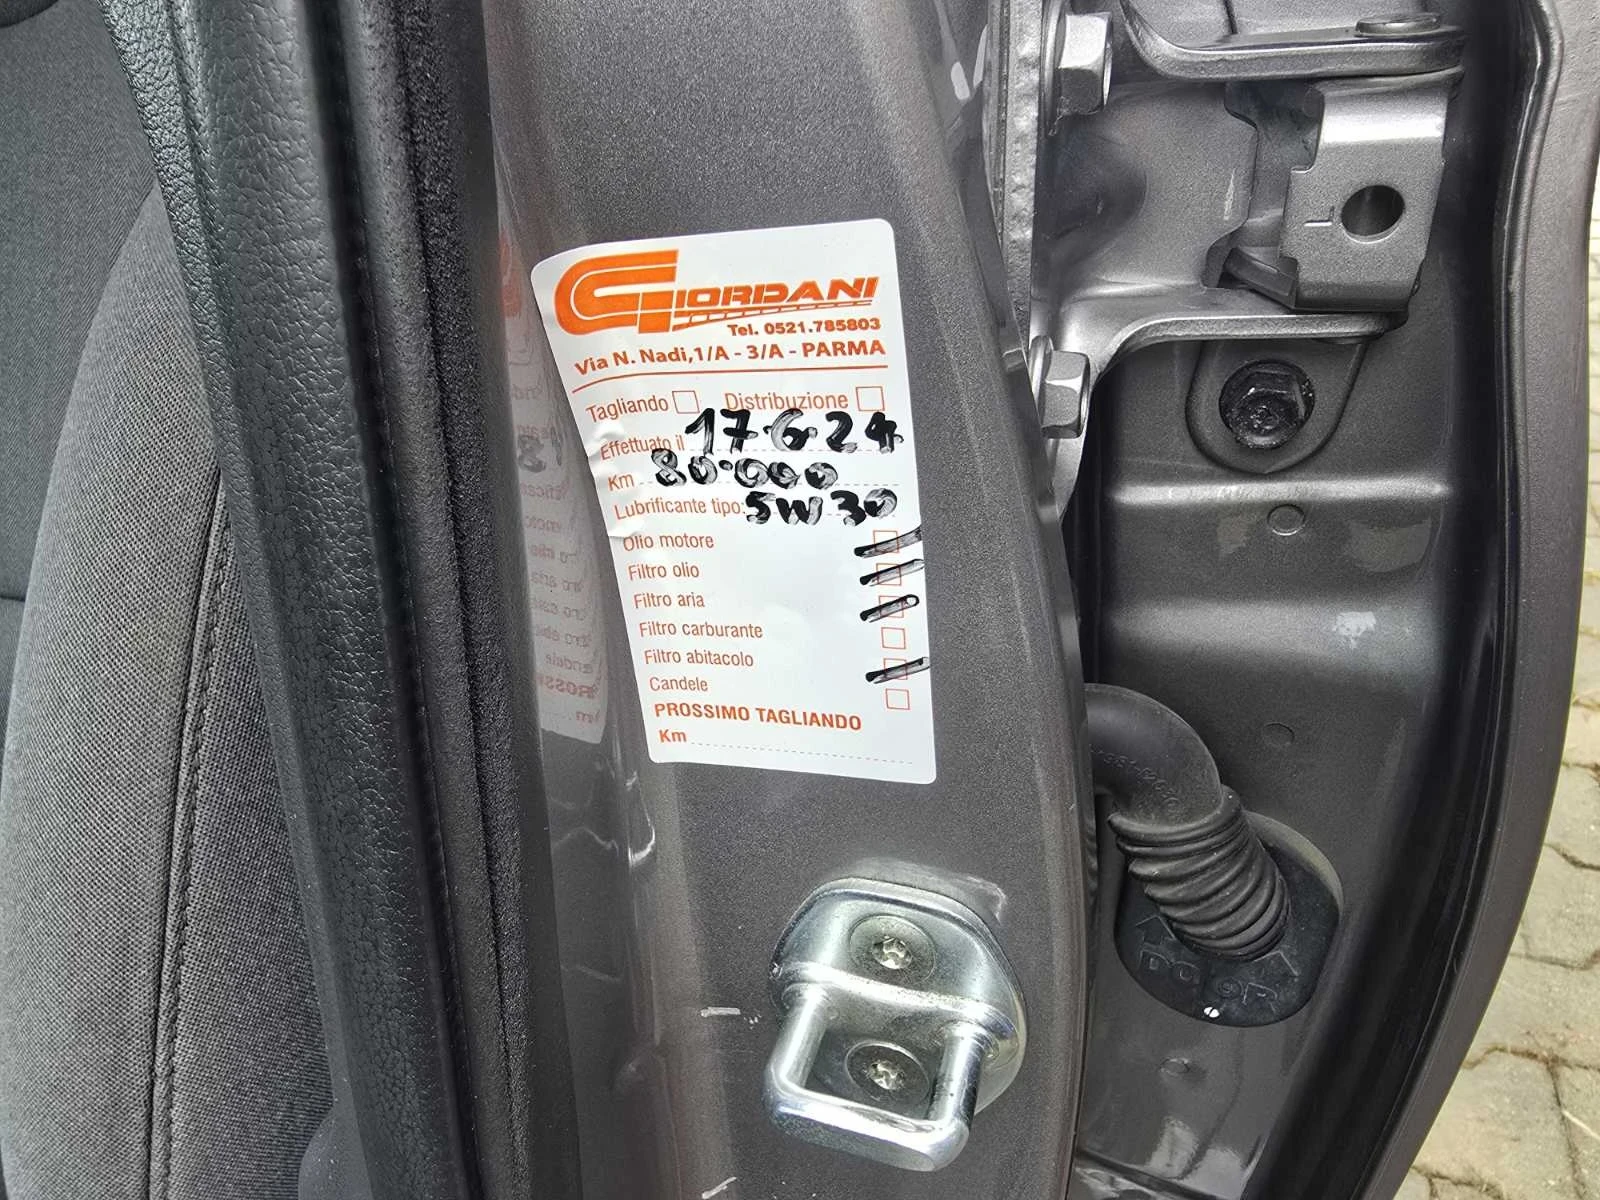 GIORDANI
Tel. 0521.785803
Via N. Nadi,1/A - 3/A - PARMA
Tagliando Distribuzione
Effettuato il 17.6.24
Km 80.000
Lubrificante tipo: 5W30
Olio motore
Filtro olio
Filtro aria
Filtro carburante
Filtro abitacolo
Candele
PROSSIMO TAGLIANDO
Km
L
DOOR